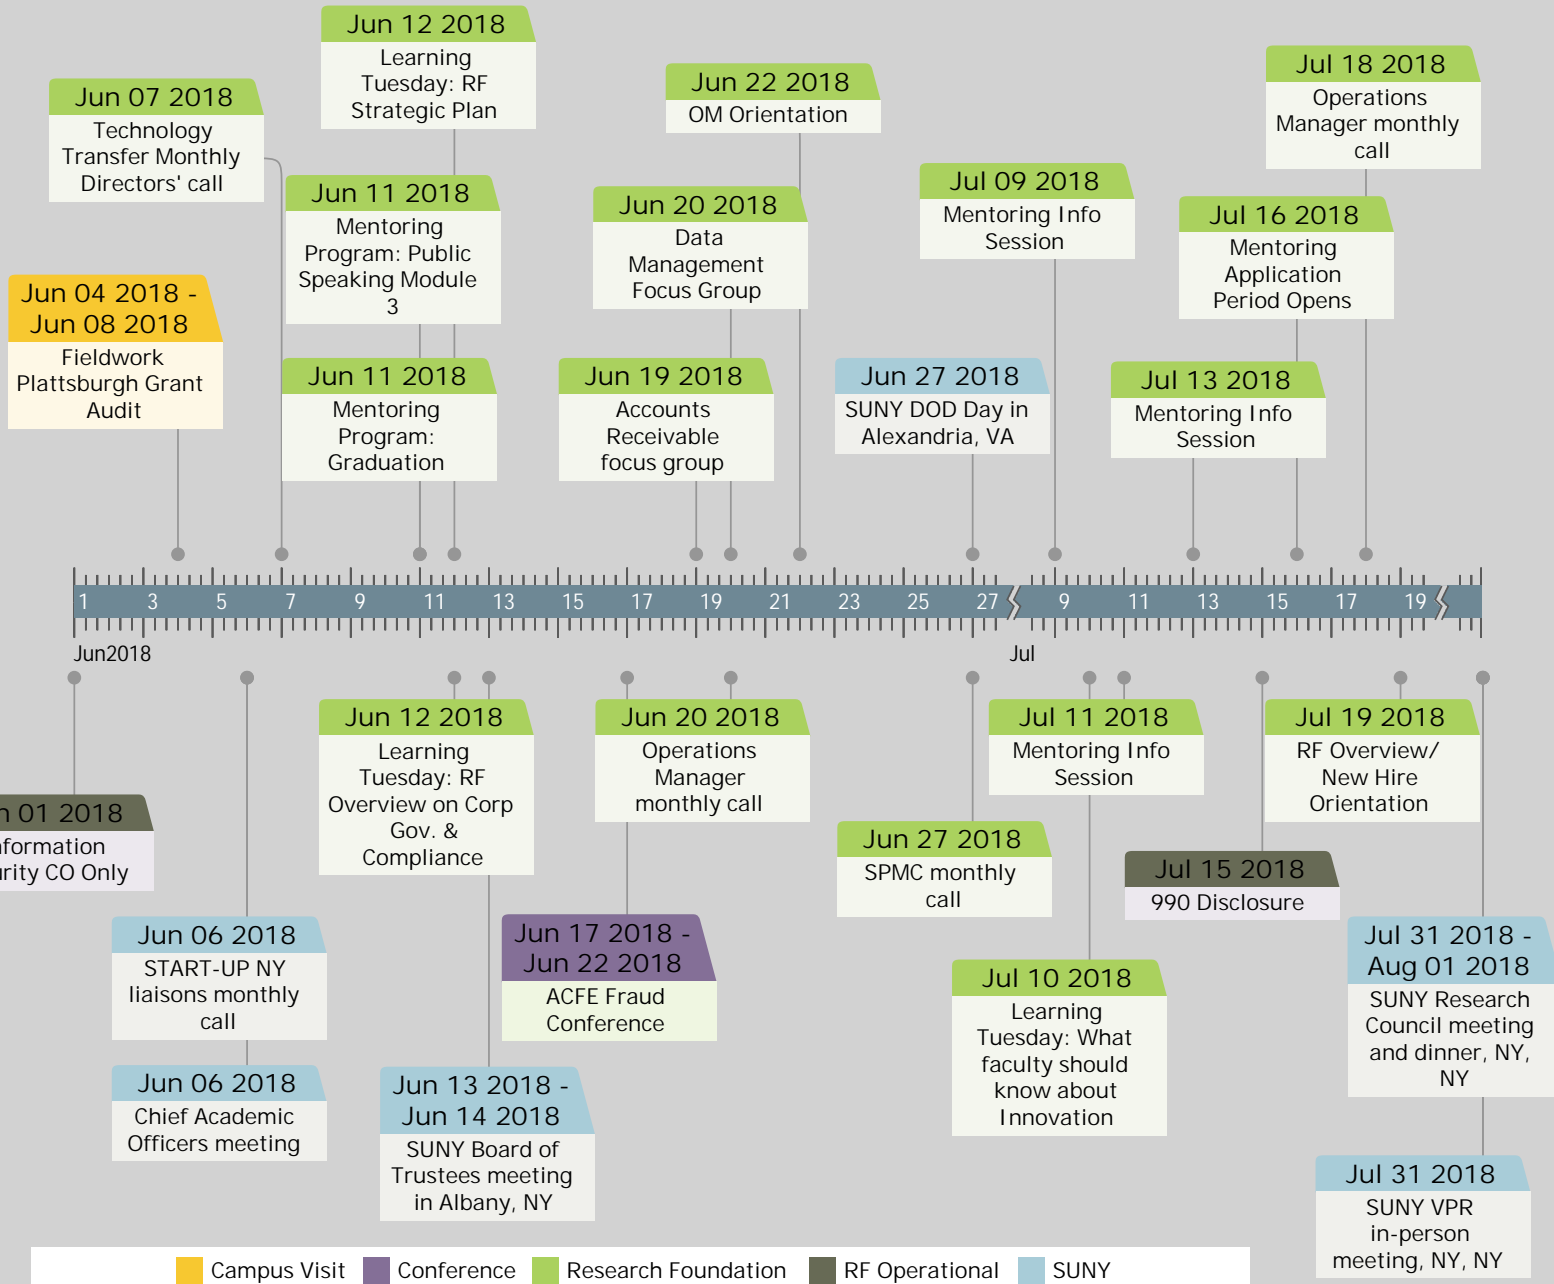 Jun 12 2018
Learning
Tuesday: RF
Strategic Plan
Jun 07 2018
Technology
Transfer Monthly
Directors' call
Jun 22 2018
OM Orientation
Jul 18 2018
Operations
Manager monthly
call
Jun 11 2018
Mentoring
Program: Public
Speaking Module
3
Jun 20 2018
Data
Management
Focus Group
Jul 09 2018
Mentoring Info
Session
Jul 16 2018
Mentoring
Application
Period Opens
Jun 04 2018 -
Jun 08 2018
Fieldwork
Plattsburgh Grant
Audit
Jun 11 2018
Mentoring
Program:
Graduation
Jun 19 2018
Accounts
Receivable
focus group
Jun 27 2018
SUNY DOD Day in
Alexandria, VA
Jul 13 2018
Mentoring Info
Session
1 3 5 7 9 11 13 15 17 19 21 23 25 27 9 11 13 15 17 19
Jun2018 Jul
01 2018
CO Only
Jun 06 2018
START-UP NY
liaisons monthly
call
Jun 06 2018
Chief Academic
Officers meeting
Jun 12 2018
Learning
Tuesday: RF
Overview on Corp
Gov. &
Compliance
Jun 13 2018 -
Jun 14 2018
SUNY Board of
Trustees meeting
in Albany, NY
Jun 17 2018 -
Jun 22 2018
ACFE Fraud
Conference
Jun 20 2018
Operations
Manager
monthly call
Jun 27 2018
SPMC monthly
call
Jul 11 2018
Mentoring Info
Session
Jul 10 2018
Learning
Tuesday: What
faculty should
know about
Innovation
Jul 15 2018
990 Disclosure
Jul 19 2018
RF Overview/
New Hire
Orientation
Jul 31 2018 -
Aug 01 2018
SUNY Research
Council meeting
and dinner, NY,
NY
Jul 31 2018
SUNY VPR
in-person
meeting, NY, NY
Campus Visit Conference Research Foundation RF Operational SUNY